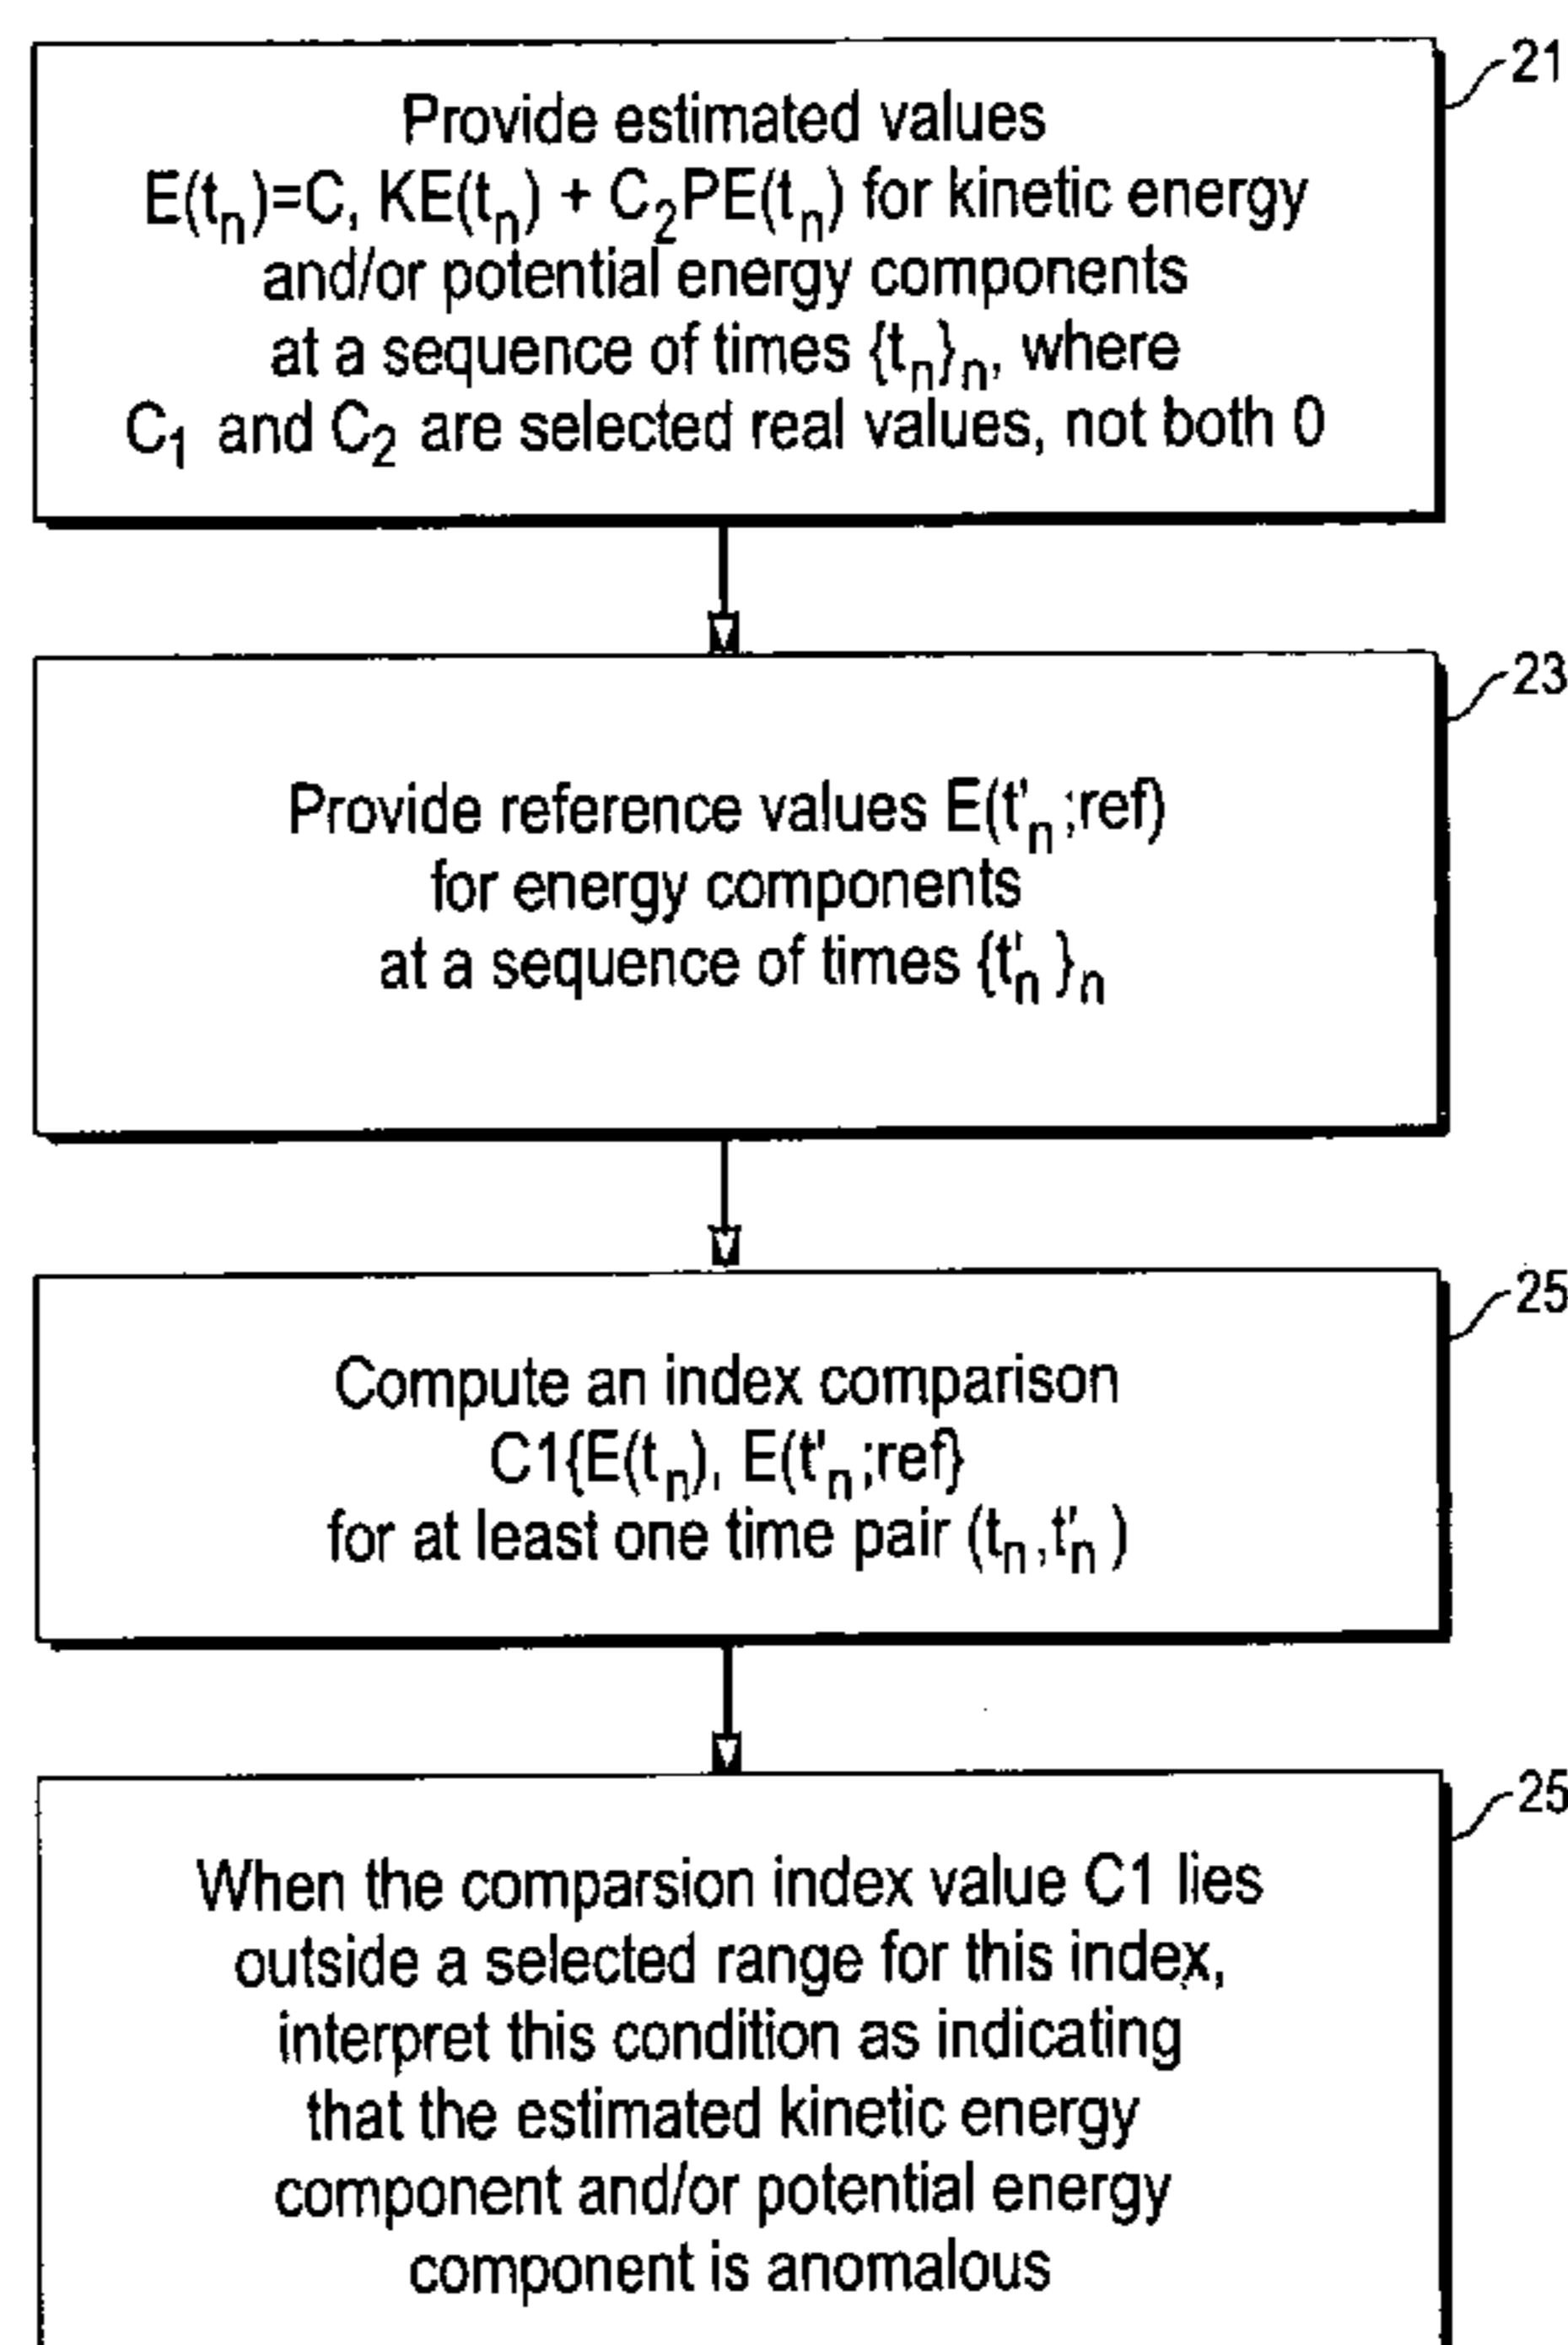 21
Provide estimated values
E(tₙ)=C, KE(tₙ) + C₂PE(tₙ) for kinetic energy
and/or potential energy components
at a sequence of times {tₙ}ₙ, where
C₁ and C₂ are selected real values, not both 0
23
Provide reference values E(t'ₙ;ref)
for energy components
at a sequence of times {t'ₙ}ₙ
25
Compute an index comparison
C1{E(tₙ), E(t'ₙ;ref}
for at least one time pair (tₙ,t'ₙ)
25
When the comparsion index value C1 lies
outside a selected range for this index,
interpret this condition as indicating
that the estimated kinetic energy
component and/or potential energy
component is anomalous